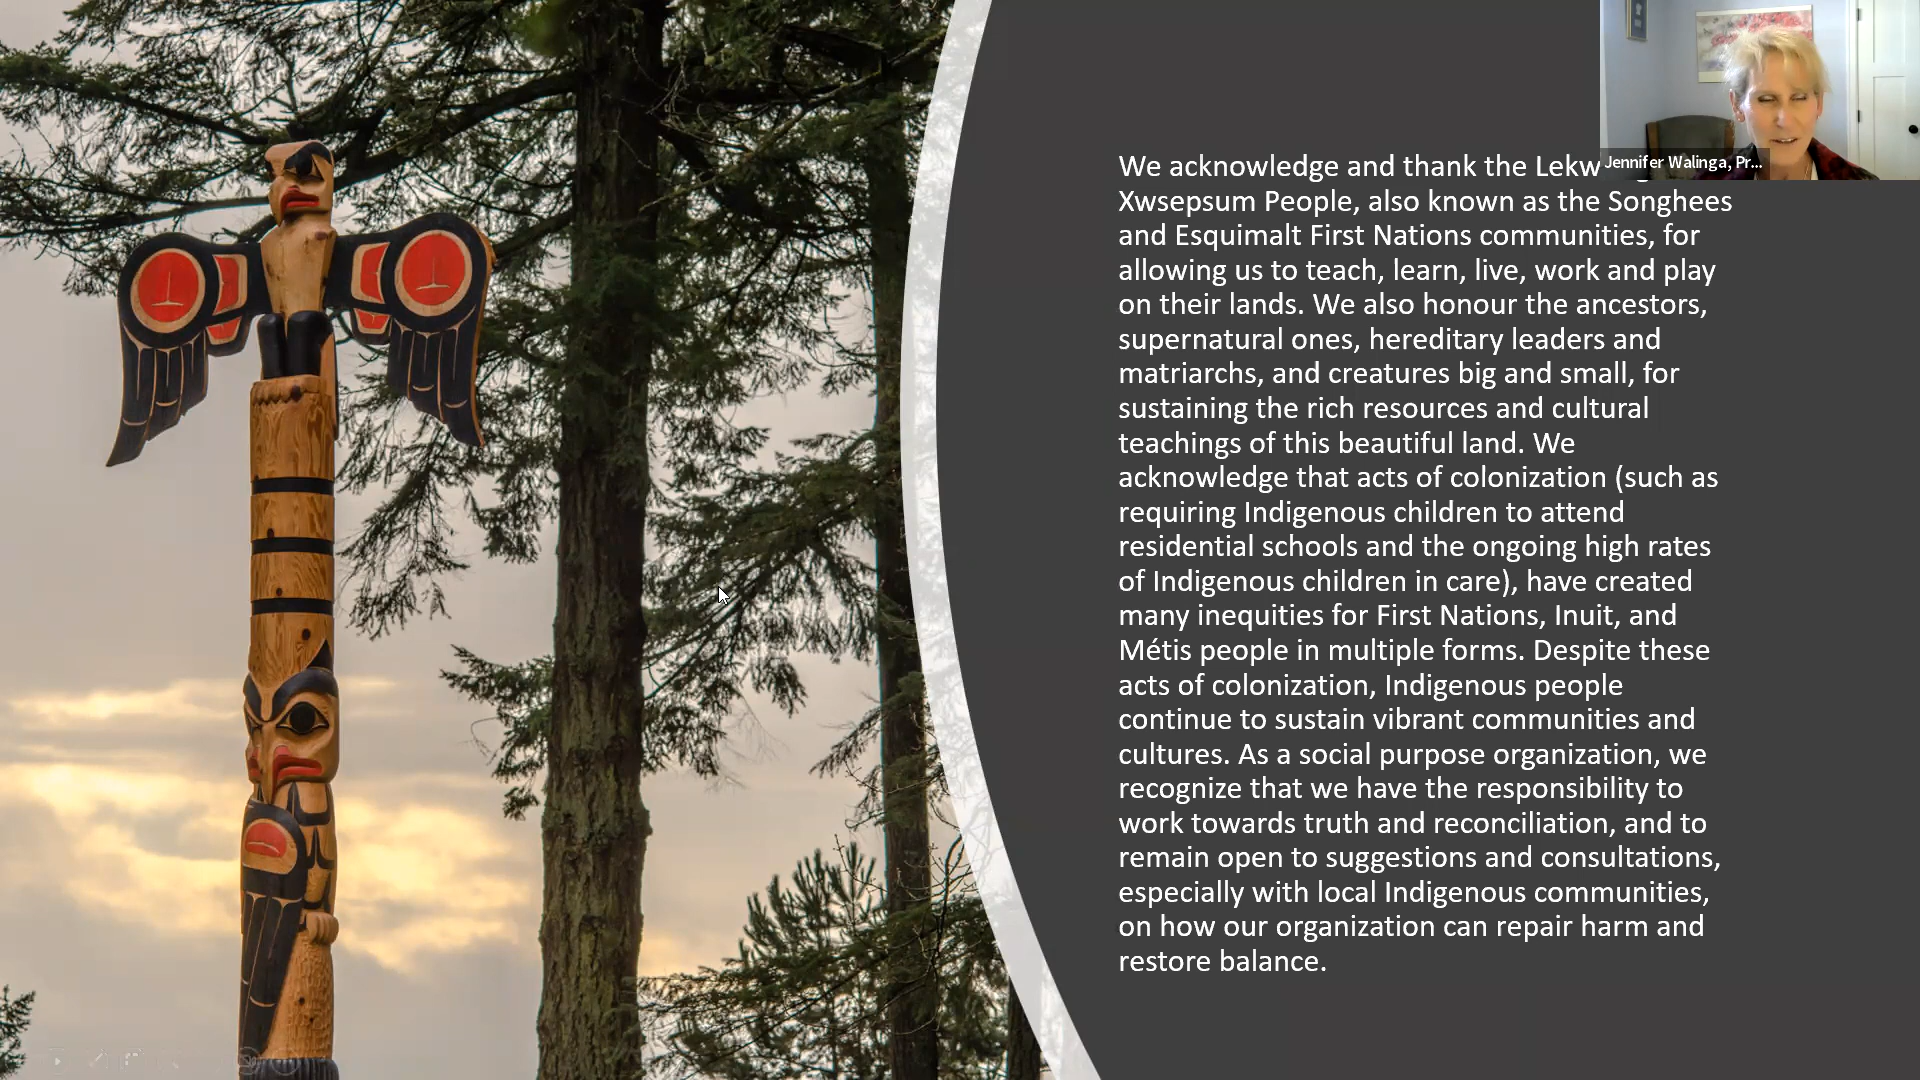 We acknowledge and thank the Lekw
Xwsepsum People, also known as the Songhees
and Esquimalt First Nations communities, for
allowing us to teach, learn, live, work and play
on their lands. We also honour the ancestors,
supernatural ones, hereditary leaders and
matriarchs, and creatures big and small, for
sustaining the rich resources and cultural
teachings of this beautiful land. We
acknowledge that acts of colonization (such as
requiring Indigenous children to attend
residential schools and the ongoing high rates
of Indigenous children in care), have created
many inequities for First Nations, Inuit, and
Métis people in multiple forms. Despite these
acts of colonization, Indigenous people
continue to sustain vibrant communities and
cultures. As a social purpose organization, we
recognize that we have the responsibility to
work towards truth and reconciliation, and to
remain open to suggestions and consultations,
especially with local Indigenous communities,
on how our organization can repair harm and
restore balance.
Jennifer Walinga, Pr...